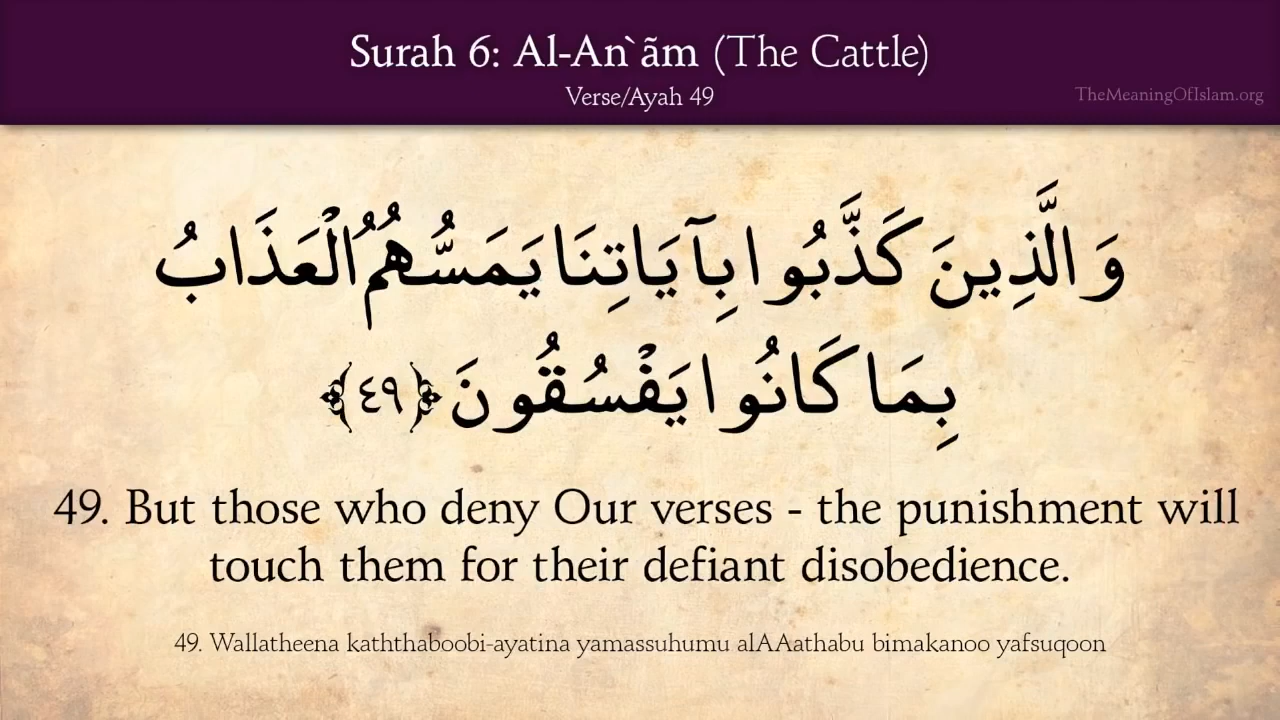 Surah 6: Al-An`ãm (The Cattle)
Verse/Ayah 49
TheMeaningOfIslam.org
وَالَّذِينَ كَذَّبُوا بِآيَاتِنَا يَمَسُّهُمُ الْعَذَابُ
بِمَا كَانُوا يَفْسُقُونَ ﴿٤٩﴾
49. But those who deny Our verses - the punishment will
touch them for their defiant disobedience.
49. Wallatheena kaththaboobi-ayatina yamassuhumu alAAathabu bimakanoo yafsuqoon